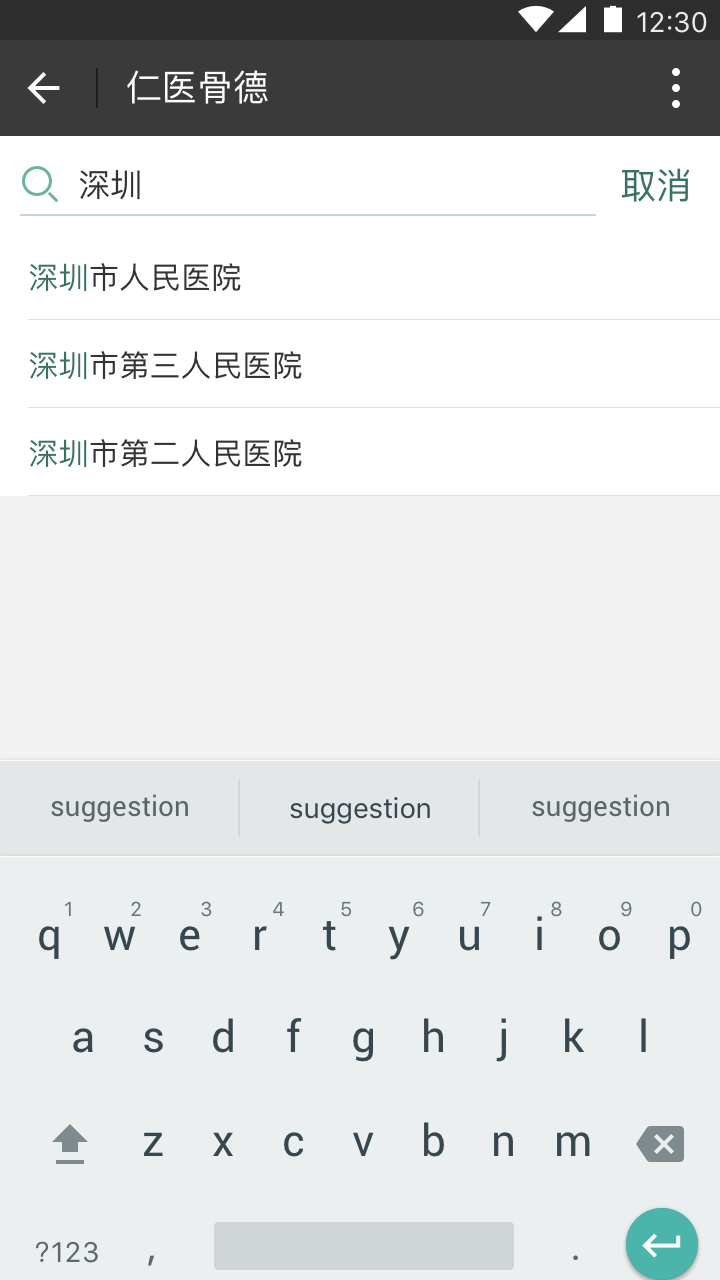 12:30
仁医骨德
深圳 取消
深圳市人民医院
深圳市第三人民医院
深圳市第二人民医院
suggestion suggestion suggestion
1 2 3 4 5 6 7 8 9 0
q w e r t y u i o p
a s d f g h j k l
z x c v b n m
?123 , .